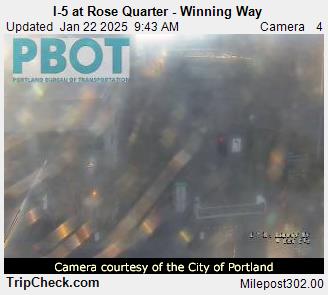 I-5 at Rose Quarter - Winning Way
Updated  Jan 22 2025  9:43 AM  Camera  4
PBOT
PORTLAND BUREAU OF TRANSPORTATION
Camera courtesy of the City of Portland
TripCheck.com  Milepost302.00